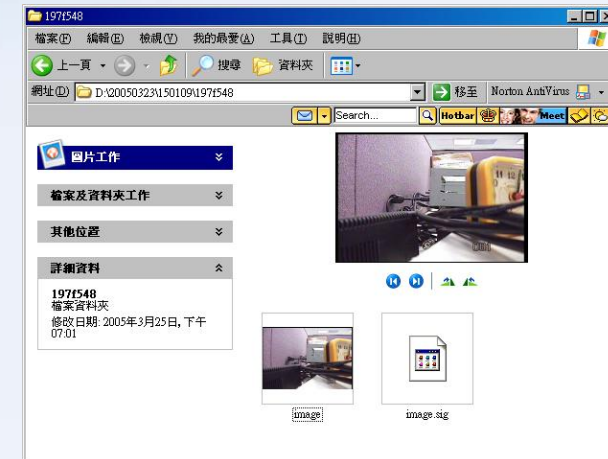 197f548
檔案(F) 編輯(E) 檢視(V) 我的最愛(A) 工具(T) 說明(H)
上一頁 搜尋 資料夾
網址(D) D:\20050323\150109\197f548 移至 Norton AntiVirus
Search... Hotbar Meet
圖片工作
檔案及資料夾工作
其他位置
詳細資料
197f548
檔案資料夾
修改日期: 2005年3月25日, 下午
07:01
image
image.sig